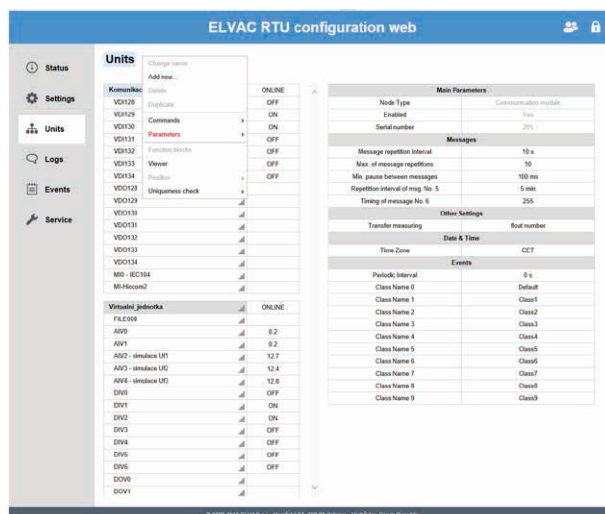 ELVAC RTU configuration web
Status
Settings
Units
Logs
Events
Service
Units
Change name
Add new...
Delete
Duplicate
Commands
Parameters
Function blocks
Viewer
Position
Uniqueness check
ONLINE
VDI128 OFF
VDI129 ON
VDI130 ON
VDI131 OFF
VDI132 OFF
VDI133 OFF
VDI134 OFF
VDO128
VDO129
VDO130
VDO131
VDO132
VDO133
VDO134
MI0 - IEC104
MI-Hiocom2
Virtualni_jednotka ONLINE
FILE000
AIV0 0.2
AIV1 0.2
AIV2 - simulace Uf1 12.7
AIV3 - simulace Uf2 12.4
AIV4 - simulace Uf3 12.8
DIV0 OFF
DIV1 ON
DIV2 ON
DIV3 OFF
DIV4 OFF
DIV5 OFF
DIV6 OFF
DOV0
DOV1
Main Parameters
Node Type Communication module
Enabled Yes
Serial number
Messages
Message repetition interval 10 s
Max. of message repetitions 10
Min. pause between messages 100 ms
Repetition interval of msg. No. 5 5 min
Timing of message No. 6 255
Other Settings
Transfer measuring float number
Date & Time
Time Zone CCT
Events
Periodic Interval 0 s
Class Name 0 Default
Class Name 1 Class1
Class Name 2 Class2
Class Name 3 Class3
Class Name 4 Class4
Class Name 5 Class5
Class Name 6 Class6
Class Name 7 Class7
Class Name 8 Class8
Class Name 9 Class9